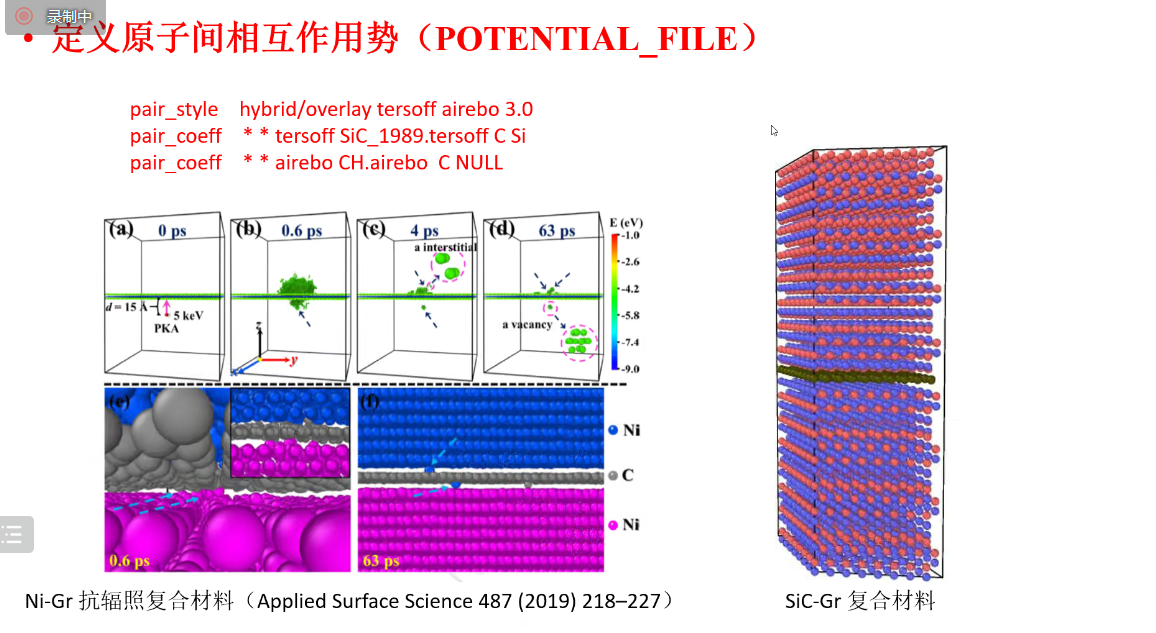 录制中
• 定义原子间相互作用势（POTENTIAL_FILE）
pair_style hybrid/overlay tersoff airebo 3.0
pair_coeff * * tersoff SiC_1989.tersoff C Si
pair_coeff * * airebo CH.airebo C NULL
(a) 0 ps
(b) 0.6 ps
(c) 4 ps
(d) 63 ps
E (eV)
-1.0
-2.6
-4.2
-5.8
-7.4
-9.0
a interstitial
d = 15 Å
5 keV
PKA
z
y
x
a vacancy
(e)
0.6 ps
(f)
63 ps
Ni
C
Ni
Ni-Gr 抗辐照复合材料（Applied Surface Science 487 (2019) 218–227）
SiC-Gr 复合材料